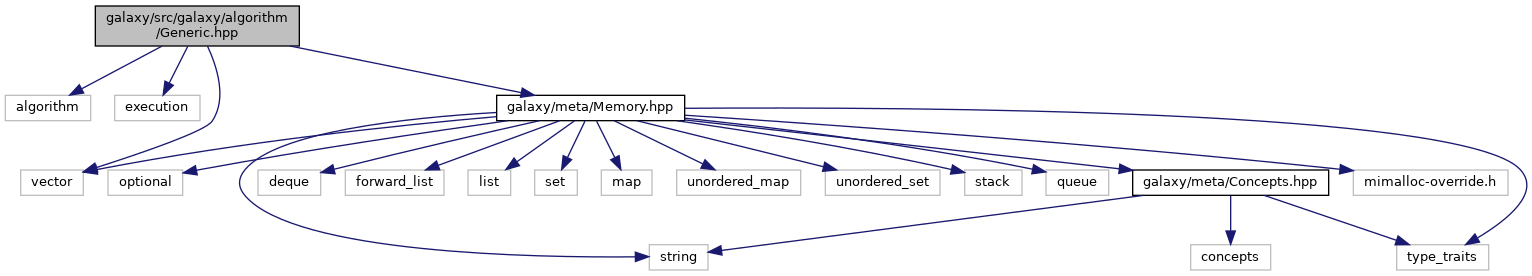 galaxy/src/galaxy/algorithm
/Generic.hpp
algorithm
execution
galaxy/meta/Memory.hpp
vector
optional
deque
forward_list
list
set
map
unordered_map
unordered_set
stack
queue
galaxy/meta/Concepts.hpp
mimalloc-override.h
string
concepts
type_traits